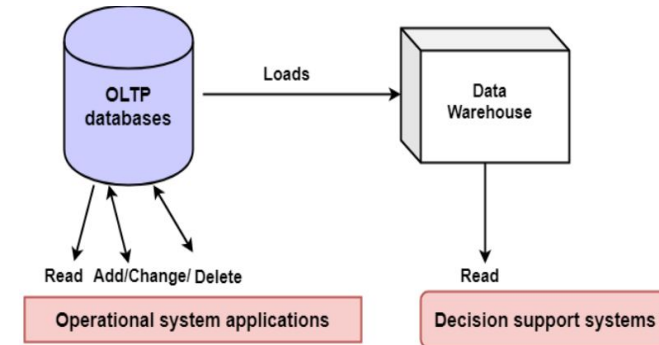 OLTP
databases
Loads
Data
Warehouse
Read Add/Change/ Delete
Read
Operational system applications
Decision support systems